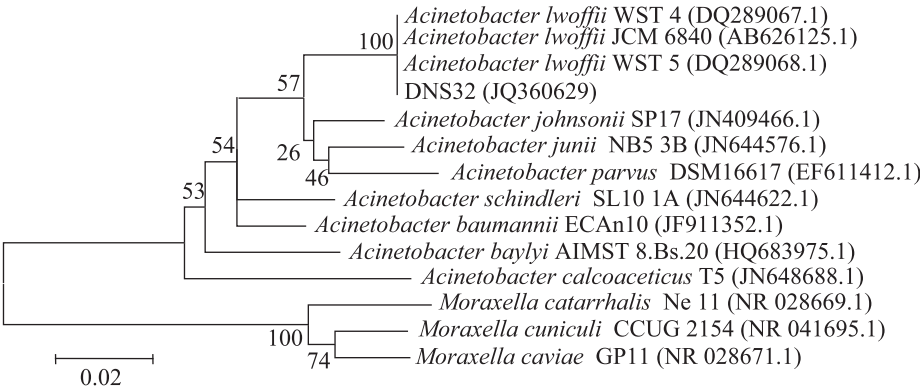 Acinetobacter lwoffii WST 4 (DQ289067.1)
100
Acinetobacter lwoffii JCM 6840 (AB626125.1)
Acinetobacter lwoffii WST 5 (DQ289068.1)
57
DNS32 (JQ360629)
Acinetobacter johnsonii SP17 (JN409466.1)
54
Acinetobacter junii NB5 3B (JN644576.1)
26
Acinetobacter parvus DSM16617 (EF611412.1)
46
53
Acinetobacter schindleri SL10 1A (JN644622.1)
Acinetobacter baumannii ECAn10 (JF911352.1)
Acinetobacter baylyi AIMST 8.Bs.20 (HQ683975.1)
Acinetobacter calcoaceticus T5 (JN648688.1)
Moraxella catarrhalis Ne 11 (NR 028669.1)
100
Moraxella cuniculi CCUG 2154 (NR 041695.1)
74
Moraxella caviae GP11 (NR 028671.1)
0.02